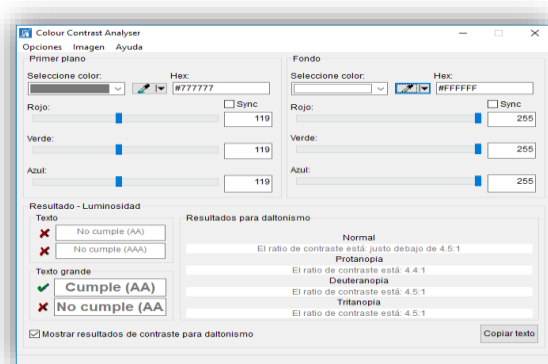 Colour Contrast Analyser
Opciones Imagen Ayuda
Primer plano
Seleccione color:
Hex:
#777777
Sync
Rojo:
119
Verde:
119
Azul:
119
Fondo
Seleccione color:
Hex:
#FFFFFF
Sync
Rojo:
255
Verde:
255
Azul:
255
Resultado - Luminosidad
Texto
No cumple (AA)
No cumple (AAA)
Texto grande
Cumple (AA)
No cumple (AA
Resultados para daltonismo
Normal
El ratio de contraste está: justo debajo de 4.5:1
Protanopia
El ratio de contraste está: 4.4:1
Deuteranopia
El ratio de contraste está: 4.5:1
Tritanopia
El ratio de contraste está: 4.5:1
Mostrar resultados de contraste para daltonismo
Copiar texto